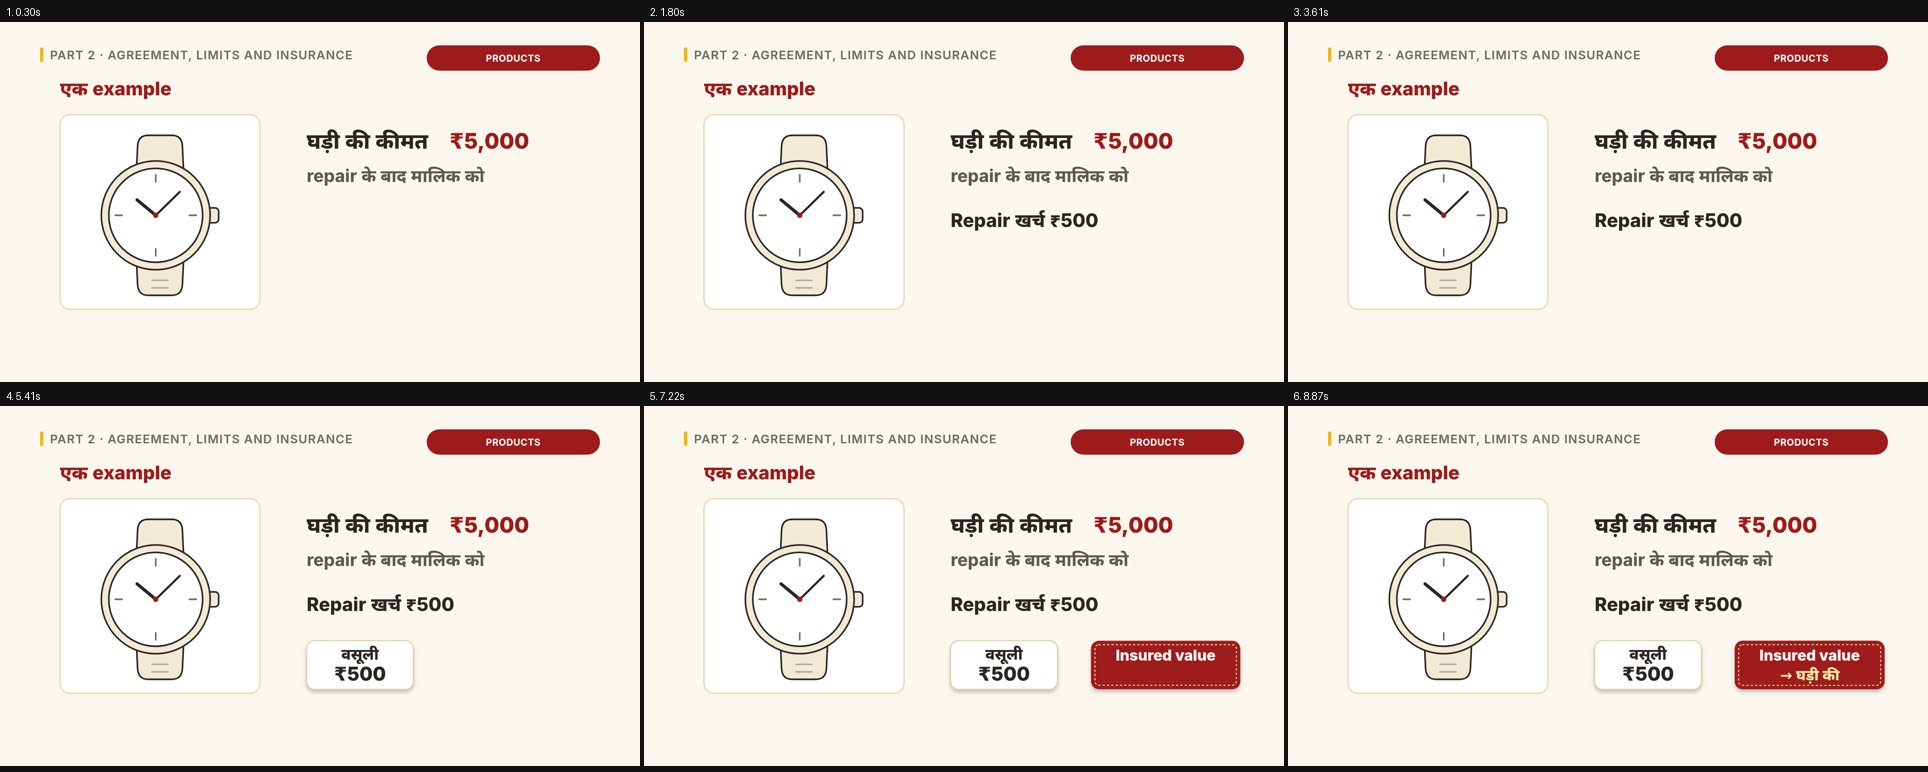 1. 0.30s
PART 2 · AGREEMENT, LIMITS AND INSURANCE
PRODUCTS
एक example
घड़ी की कीमत ₹5,000
repair के बाद मालिक को
2. 1.80s
PART 2 · AGREEMENT, LIMITS AND INSURANCE
PRODUCTS
एक example
घड़ी की कीमत ₹5,000
repair के बाद मालिक को
Repair खर्च ₹500
3. 3.61s
PART 2 · AGREEMENT, LIMITS AND INSURANCE
PRODUCTS
एक example
घड़ी की कीमत ₹5,000
repair के बाद मालिक को
Repair खर्च ₹500
4. 5.41s
PART 2 · AGREEMENT, LIMITS AND INSURANCE
PRODUCTS
एक example
घड़ी की कीमत ₹5,000
repair के बाद मालिक को
Repair खर्च ₹500
वसूली
₹500
5. 7.22s
PART 2 · AGREEMENT, LIMITS AND INSURANCE
PRODUCTS
एक example
घड़ी की कीमत ₹5,000
repair के बाद मालिक को
Repair खर्च ₹500
वसूली
₹500
Insured value
6. 8.87s
PART 2 · AGREEMENT, LIMITS AND INSURANCE
PRODUCTS
एक example
घड़ी की कीमत ₹5,000
repair के बाद मालिक को
Repair खर्च ₹500
वसूली
₹500
Insured value
→ घड़ी की